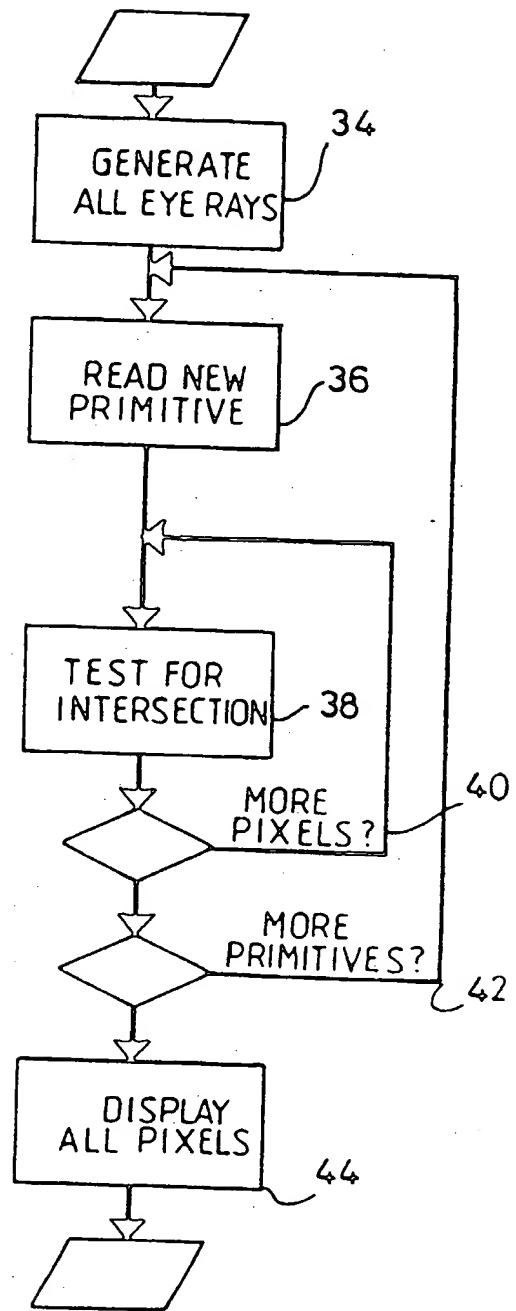 34
GENERATE
ALL EYE RAYS
READ NEW
PRIMITIVE
36
TEST FOR
INTERSECTION
38
MORE
PIXELS?
40
MORE
PRIMITIVES?
42
DISPLAY
ALL PIXELS
44